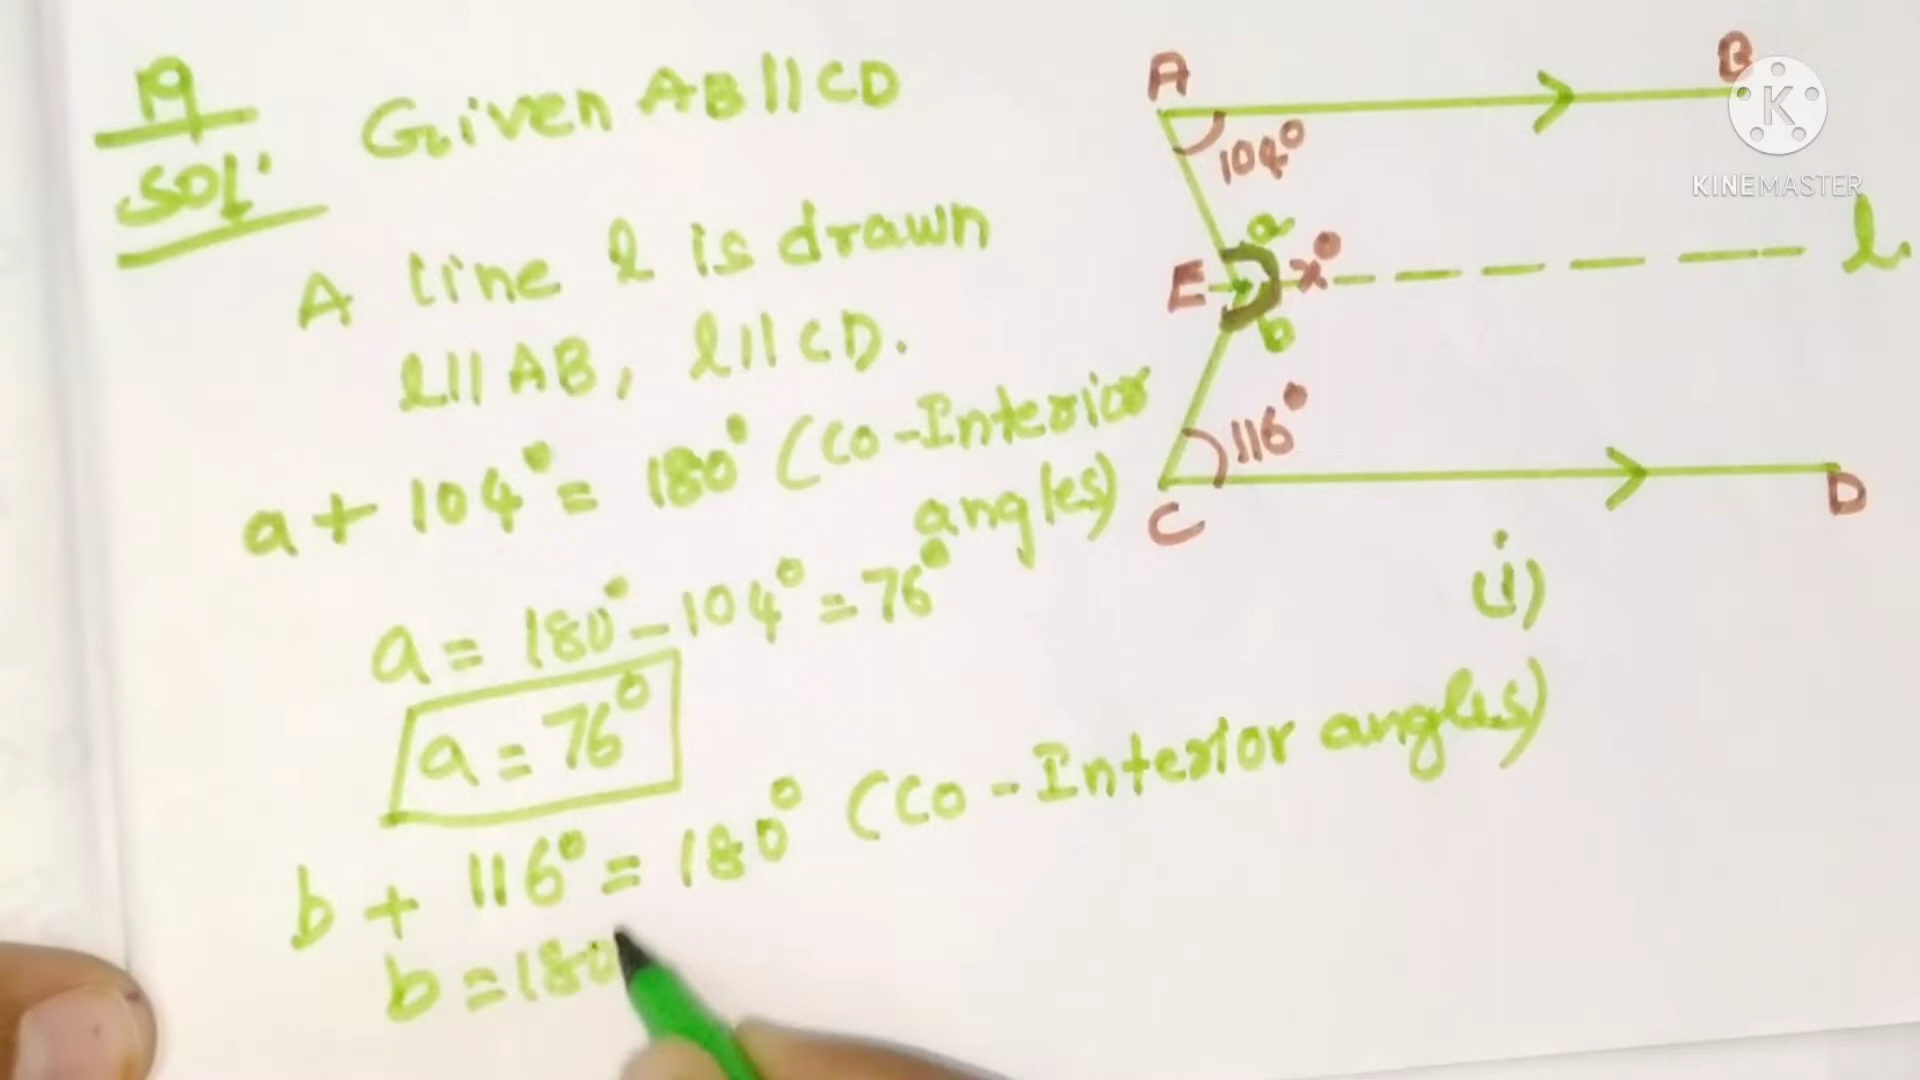 19
Sol.
Given AB || CD
A line l is drawn
l || AB, l || CD.
a + 104° = 180° (Co-Interior
angles)
a = 180° - 104° = 76°
a = 76°
b + 116° = 180° (Co-Interior angles)
b = 180
A
B
104°
a
E
x°
l
b
116°
C
D
(i)
K
KINEMASTER